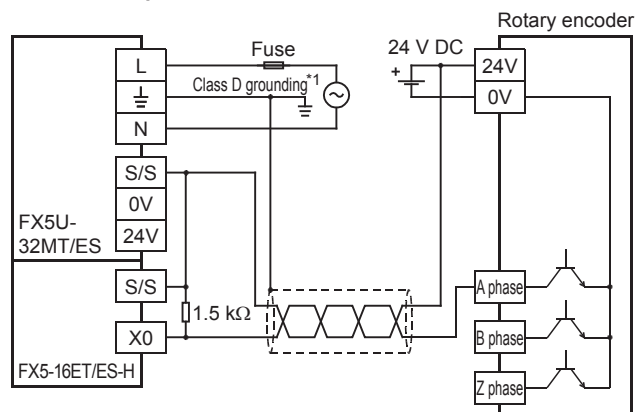 Rotary encoder
Fuse
24 V DC
L
Class D grounding*1
+
24V
0V
N
S/S
0V
24V
FX5U-
32MT/ES
S/S
1.5 kΩ
A phase
X0
B phase
FX5-16ET/ES-H
Z phase